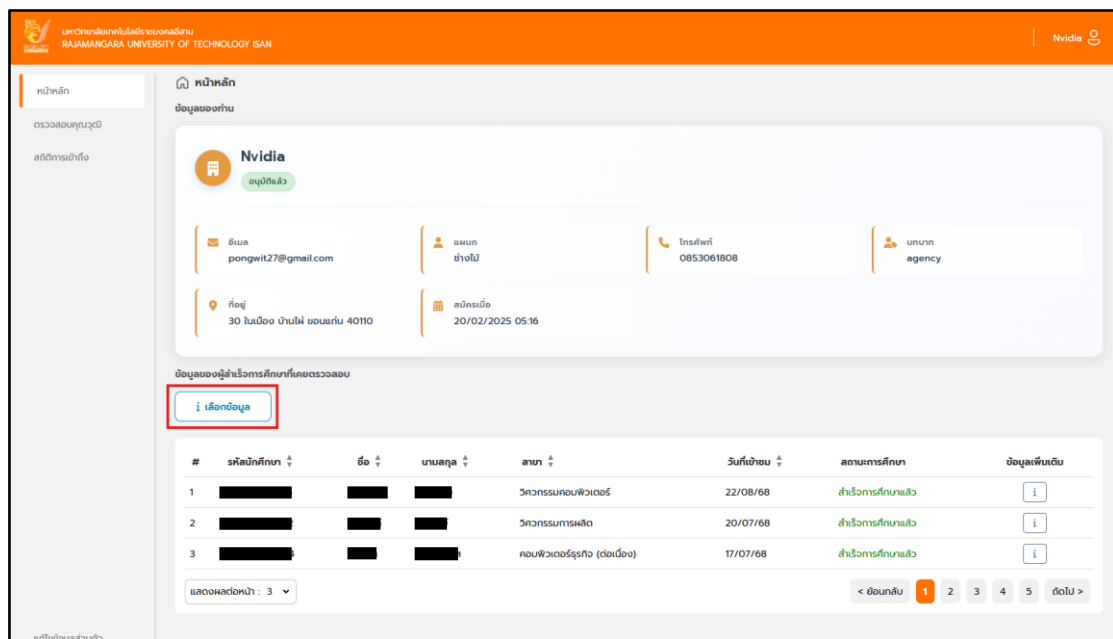 มหาวิทยาลัยเทคโนโลยีราชมงคลอีสาน
RAJAMANGARA UNIVERSITY OF TECHNOLOGY ISAN
Nvidia
หน้าหลัก
ตรวจสอบคุณวุฒิ
สถิติการเข้าถึง
หน้าหลัก
ข้อมูลของท่าน
Nvidia
อนุมัติแล้ว
อีเมล
pongwit27@gmail.com
แผนก
ช่างไม้
โทรศัพท์
0853061808
บทบาท
agency
ที่อยู่
30 ในเมือง บ้านไผ่ ขอนแก่น 40110
สมัครเมื่อ
20/02/2025 05:16
ข้อมูลของผู้สำเร็จการศึกษาที่เคยตรวจสอบ
i เลือกข้อมูล
# รหัสนักศึกษา ชื่อ นามสกุล สาขา วันที่เข้าชม สถานะการศึกษา ข้อมูลเพิ่มเติม
1 วิศวกรรมคอมพิวเตอร์ 22/08/68 สำเร็จการศึกษาแล้ว i
2 วิศวกรรมการผลิต 20/07/68 สำเร็จการศึกษาแล้ว i
3 คอมพิวเตอร์ธุรกิจ (ต่อเนื่อง) 17/07/68 สำเร็จการศึกษาแล้ว i
แสดงผลต่อหน้า : 3 < ย้อนกลับ 1 2 3 4 5 ถัดไป >
แก้ไขข้อมูลส่วนตัว